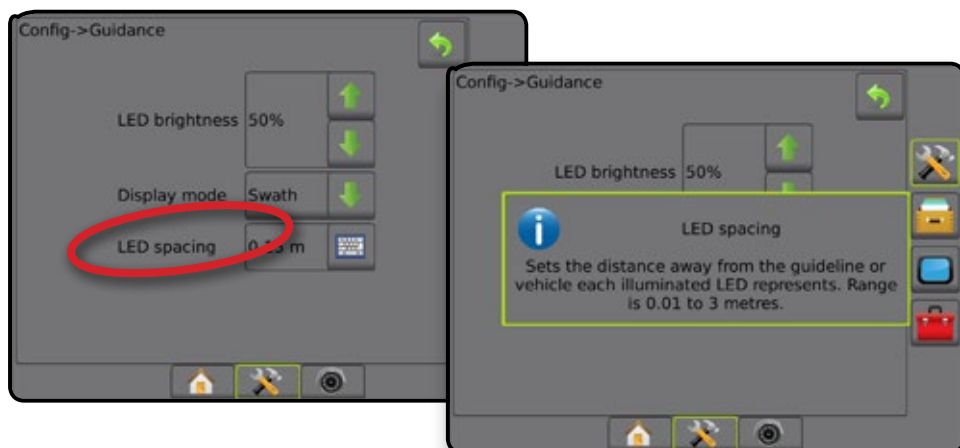 Config->Guidance
LED brightness 50%
Display mode Swath
LED spacing m
Config->Guidance
LED brightness 50%
i
LED spacing
Sets the distance away from the guideline or
vehicle each illuminated LED represents. Range
is 0.01 to 3 metres.